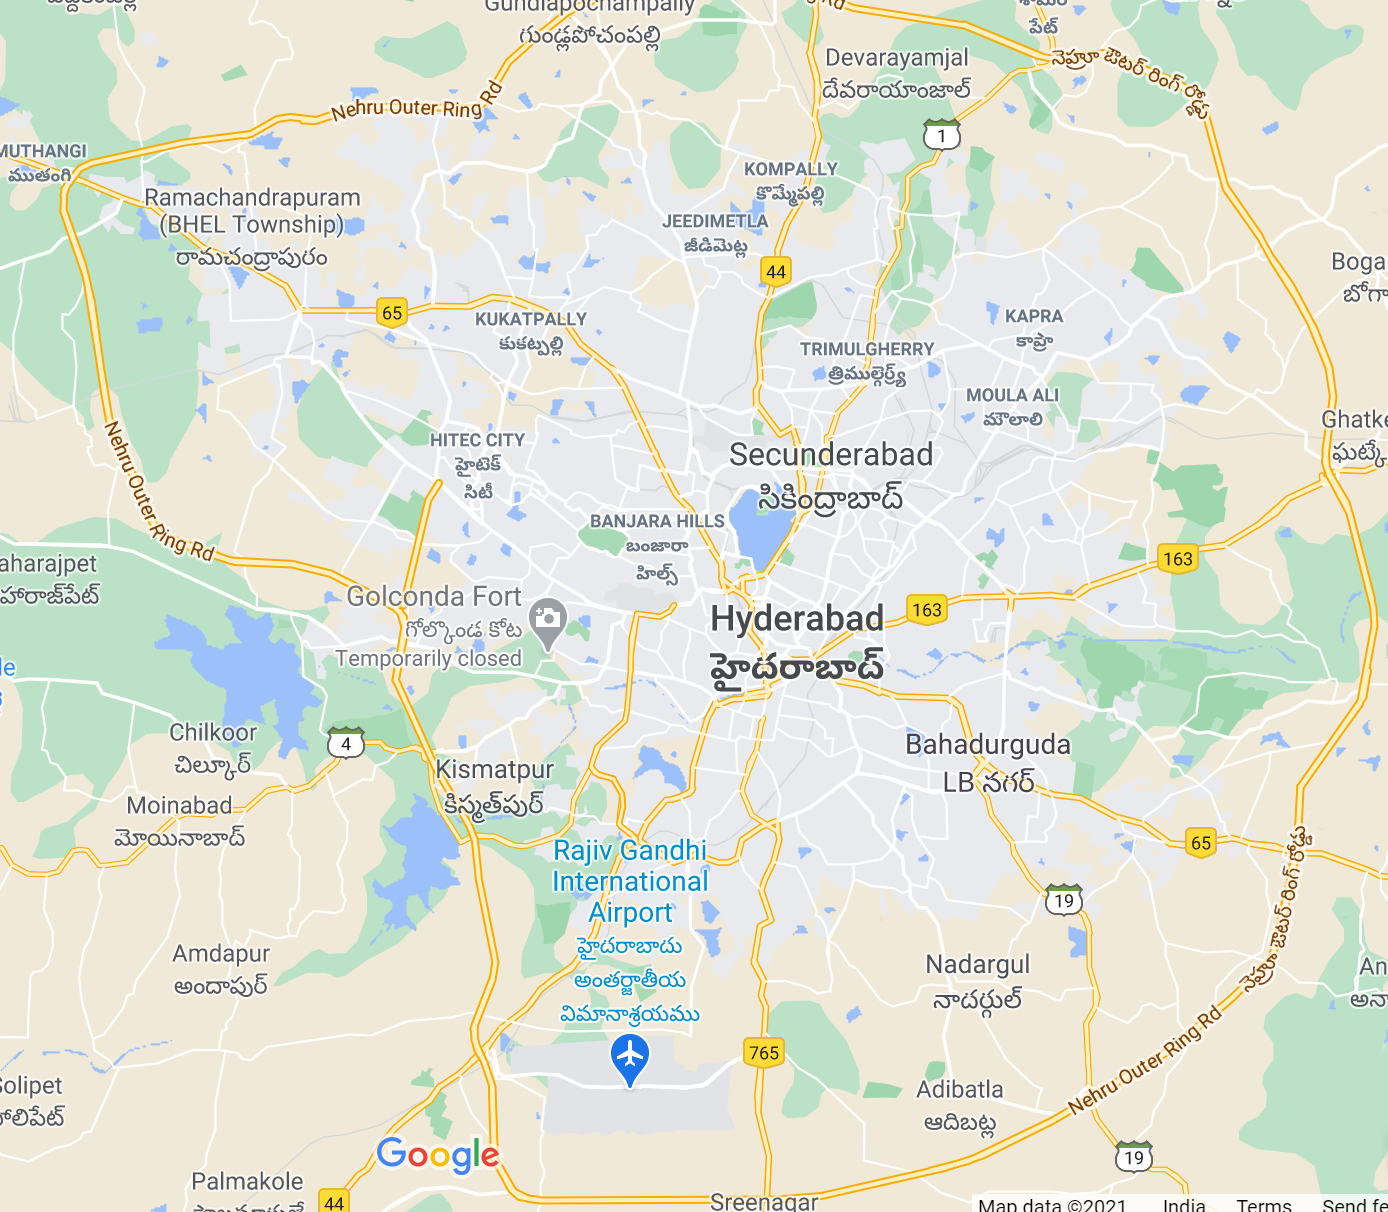 Gundlapochampally
గుండ్లపోచంపల్లి
పేట్
Devarayamjal
దేవరాయాంజాల్
నెహ్రూ ఔటర్ రింగ్ రోడ్డు
Nehru Outer Ring Rd
1
MUTHANGI
ముతంగి
KOMPALLY
కొమ్పేపల్లి
Ramachandrapuram
(BHEL Township)
రామచంద్రాపురం
JEEDIMETLA
జీడిమెట్ల
44
Boga
బోగా
65
KUKATPALLY
కుకట్పల్లి
KAPRA
కాప్రా
TRIMULGHERRY
MOULA ALI
మౌలాలి
Ghatke
ఘట్కే
HITEC CITY
హైటెక్
సిటీ
Secunderabad
సికింద్రాబాద్
Nehru Outer Ring Rd
BANJARA HILLS
బంజారా
హిల్స్
163
aharajpet
హారాజ్‌పేట్
Golconda Fort
గోల్కొండ కోట
Temporarily closed
Hyderabad
హైదరాబాద్
163
Chilkoor
చిల్కూర్
4
Kismatpur
కిస్మత్‌పుర్
Bahadurguda
LB నగర్
Moinabad
మోయినాబాద్
65
నెహ్రూ ఔటర్ రింగ్ రోడ్డు
Rajiv Gandhi
International
Airport
హైదరాబాదు
అంతర్జాతీయ
విమానాశ్రయము
19
Amdapur
అందాపుర్
Nadargul
నాదర్గుల్
An
అనా
765
Nehru Outer Ring Rd
Solipet
Adibatla
ఆదిబట్ల
19
Google
Palmakole
44
Sreenagar
Map data ©2021 India Terms Send fe